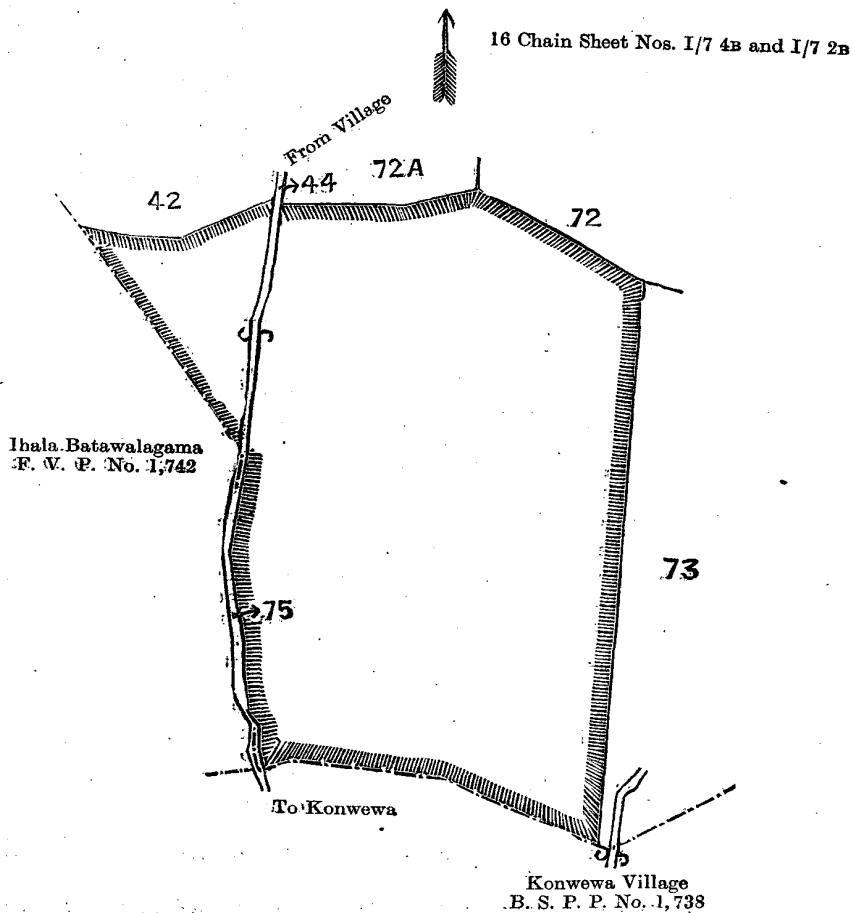 16 Chain Sheet Nos. I/7 4B and I/7 2B
From Village
42
44
72A
72
Ihala Batawalagama
F. V. P. No. 1,742
73
75
To Konwewa
Konwewa Village
B. S. P. P. No. 1,738